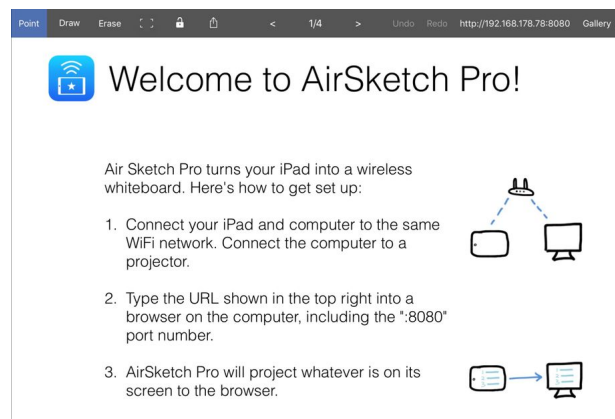 Point Draw Erase < 1/4 > Undo Redo http://192.168.178.78:8080 Gallery
Welcome to AirSketch Pro!
Air Sketch Pro turns your iPad into a wireless
whiteboard. Here's how to get set up:
1. Connect your iPad and computer to the same
WiFi network. Connect the computer to a
projector.
2. Type the URL shown in the top right into a
browser on the computer, including the ":8080"
port number.
3. AirSketch Pro will project whatever is on its
screen to the browser.